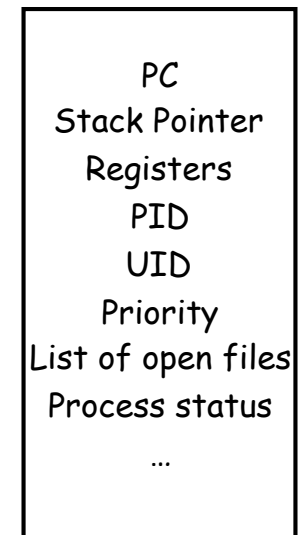 PC
Stack Pointer
Registers
PID
UID
Priority
List of open files
Process status
...